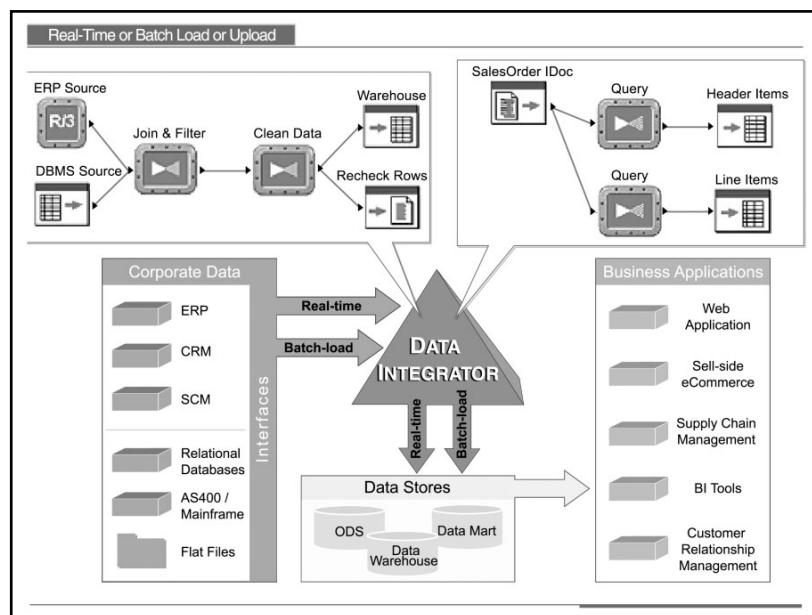 Real-Time or Batch Load or Upload
ERP Source
R/3
DBMS Source
Join & Filter
Clean Data
Warehouse
Recheck Rows
SalesOrder IDoc
Query
Header Items
Query
Line Items
Corporate Data
ERP
CRM
SCM
Relational
Databases
AS400 /
Mainframe
Flat Files
Interfaces
Real-time
Batch-load
DATA
INTEGRATOR
Real-time
Batch-load
Data Stores
ODS
Data
Warehouse
Data Mart
Business Applications
Web
Application
Sell-side
eCommerce
Supply Chain
Management
BI Tools
Customer
Relationship
Management